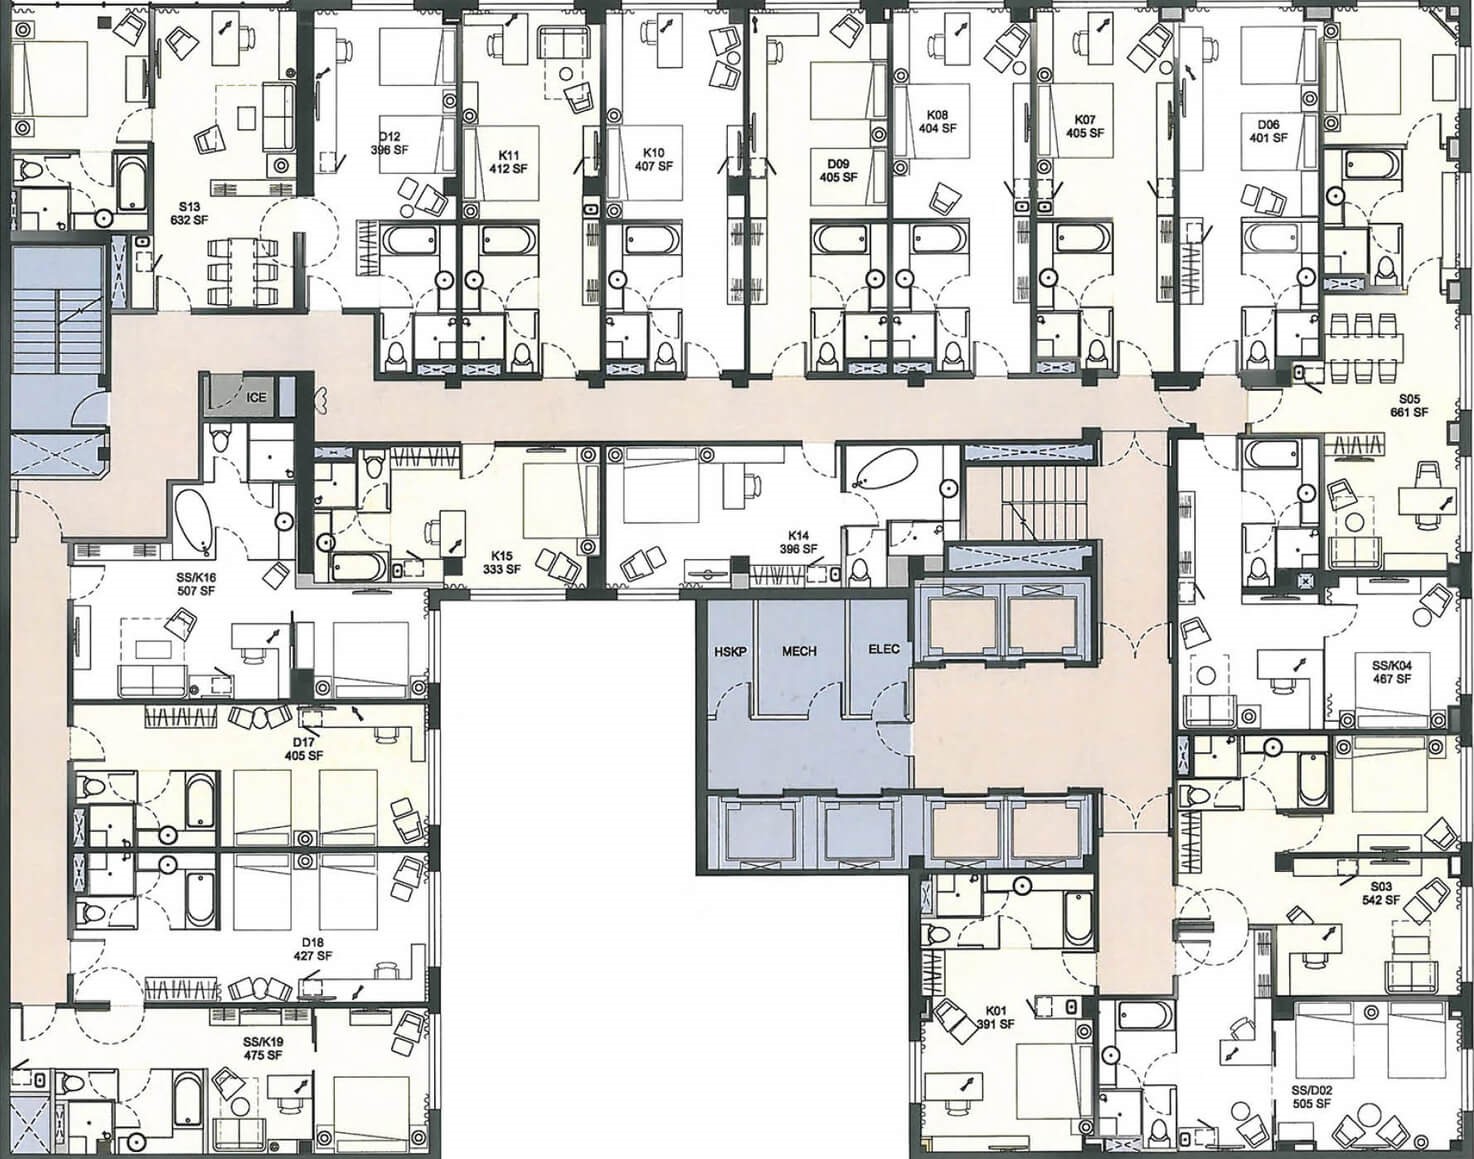 S13
632 SF
D12
396 SF
K11
412 SF
K10
407 SF
D09
405 SF
K08
404 SF
K07
405 SF
D06
401 SF
S05
661 SF
ICE
K15
333 SF
K14
396 SF
SS/K16
507 SF
HSKP
MECH
ELEC
SS/K04
467 SF
D17
405 SF
S03
542 SF
D18
427 SF
K01
391 SF
SS/K19
475 SF
SS/D02
505 SF